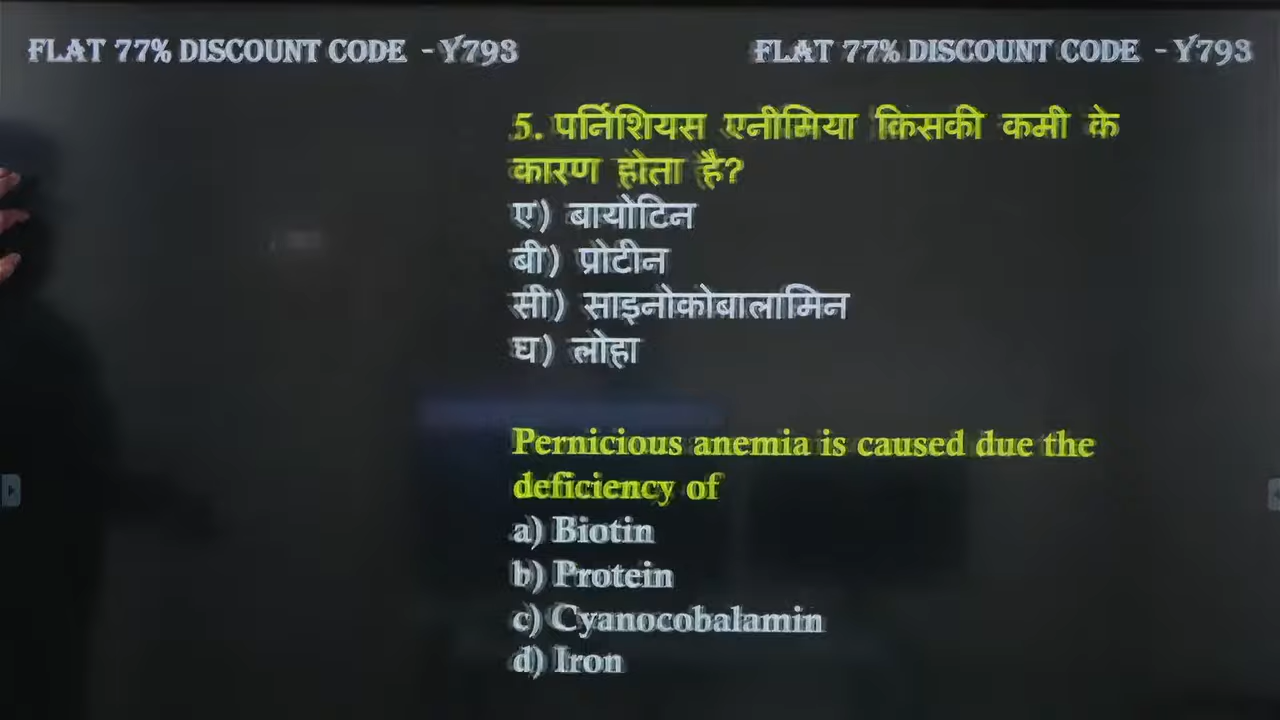 FLAT 77% DISCOUNT CODE - Y793
FLAT 77% DISCOUNT CODE - Y793
5. पर्निशियस एनीमिया किसकी कमी के
कारण होता है?
ए) बायोटिन
बी) प्रोटीन
सी) साइनोकोबालामिन
घ) लोहा
Pernicious anemia is caused due the
deficiency of
a) Biotin
b) Protein
c) Cyanocobalamin
d) Iron